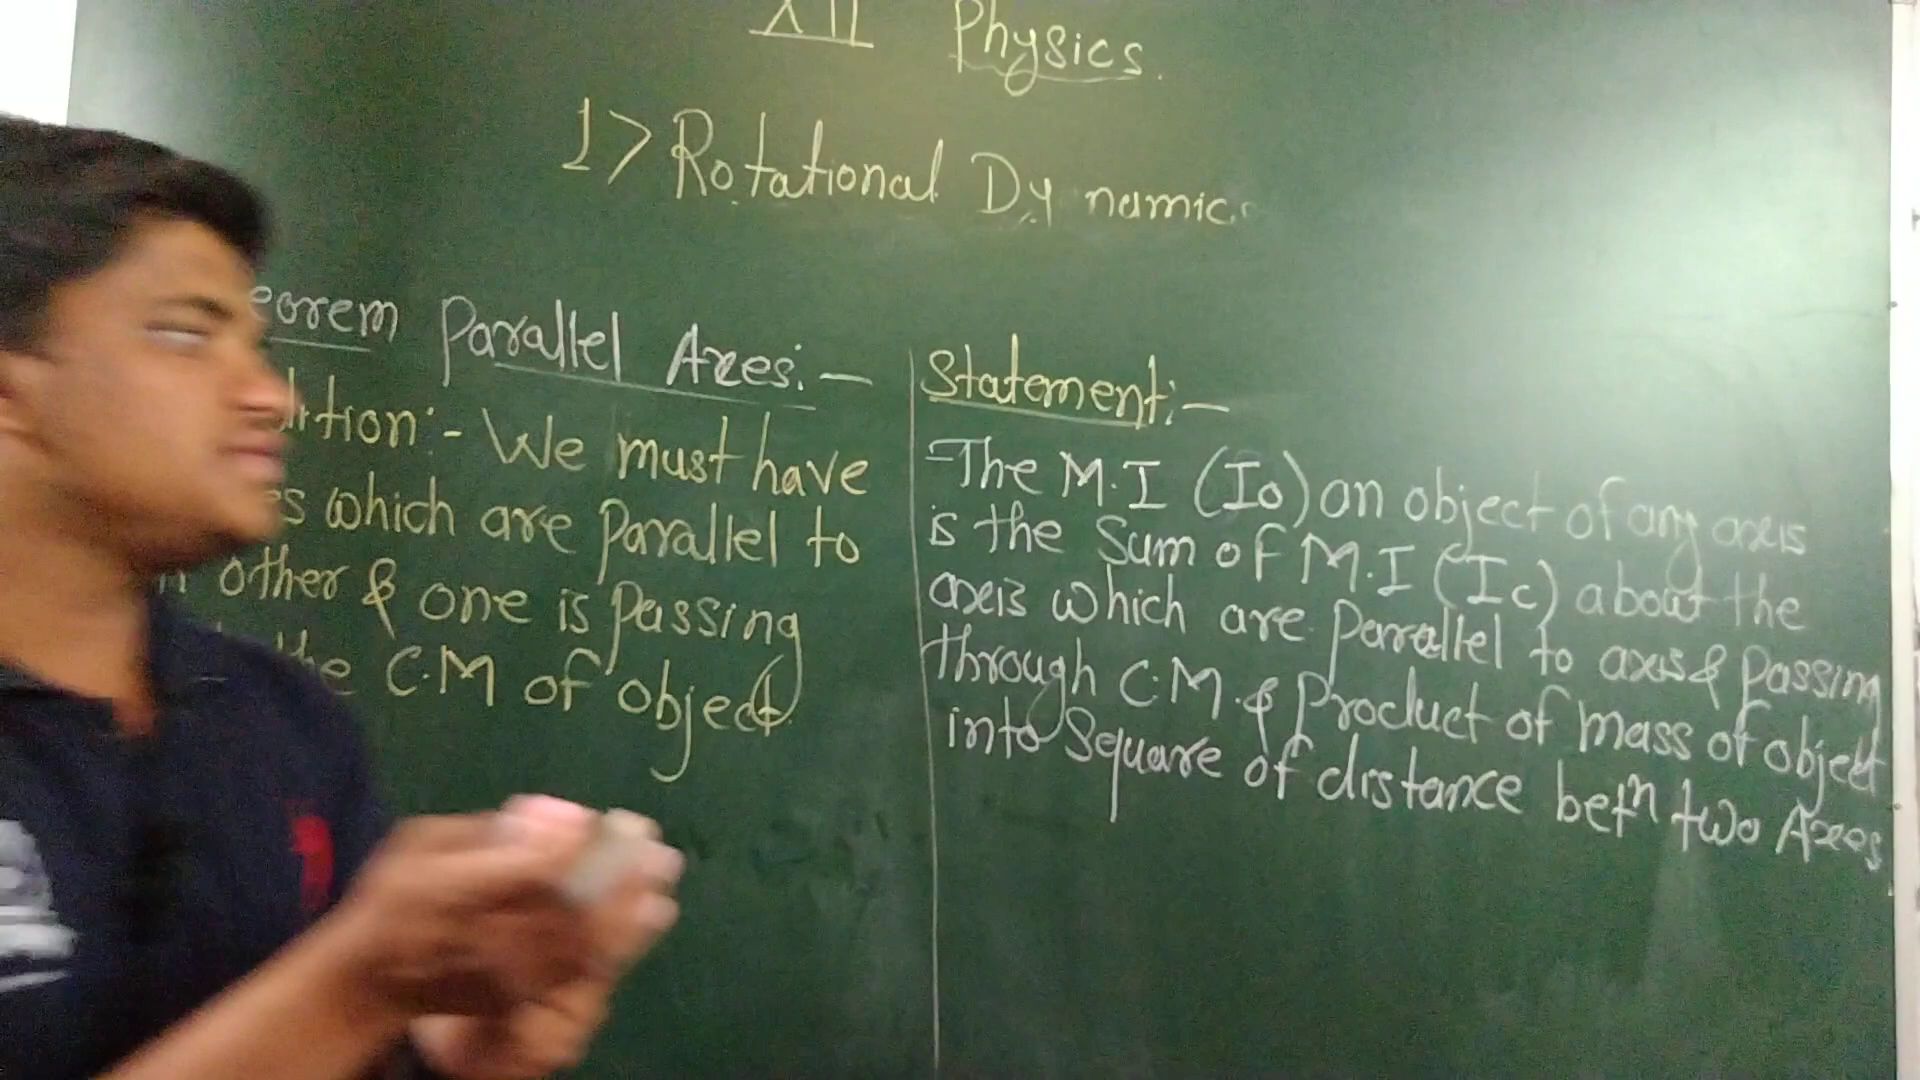 XII Physics.
1> Rotational Dynamic
eorem Parallel Axes:-
dition:- We must have
s which are parallel to
other & one is passing
the C.M of object
Statement:-
-The M.I (Io) an object of any axis
is the sum of M.I (Ic) about the
axis which are parallel to axis & passing
through C.M. & product of mass of object
into square of distance betn two Axes